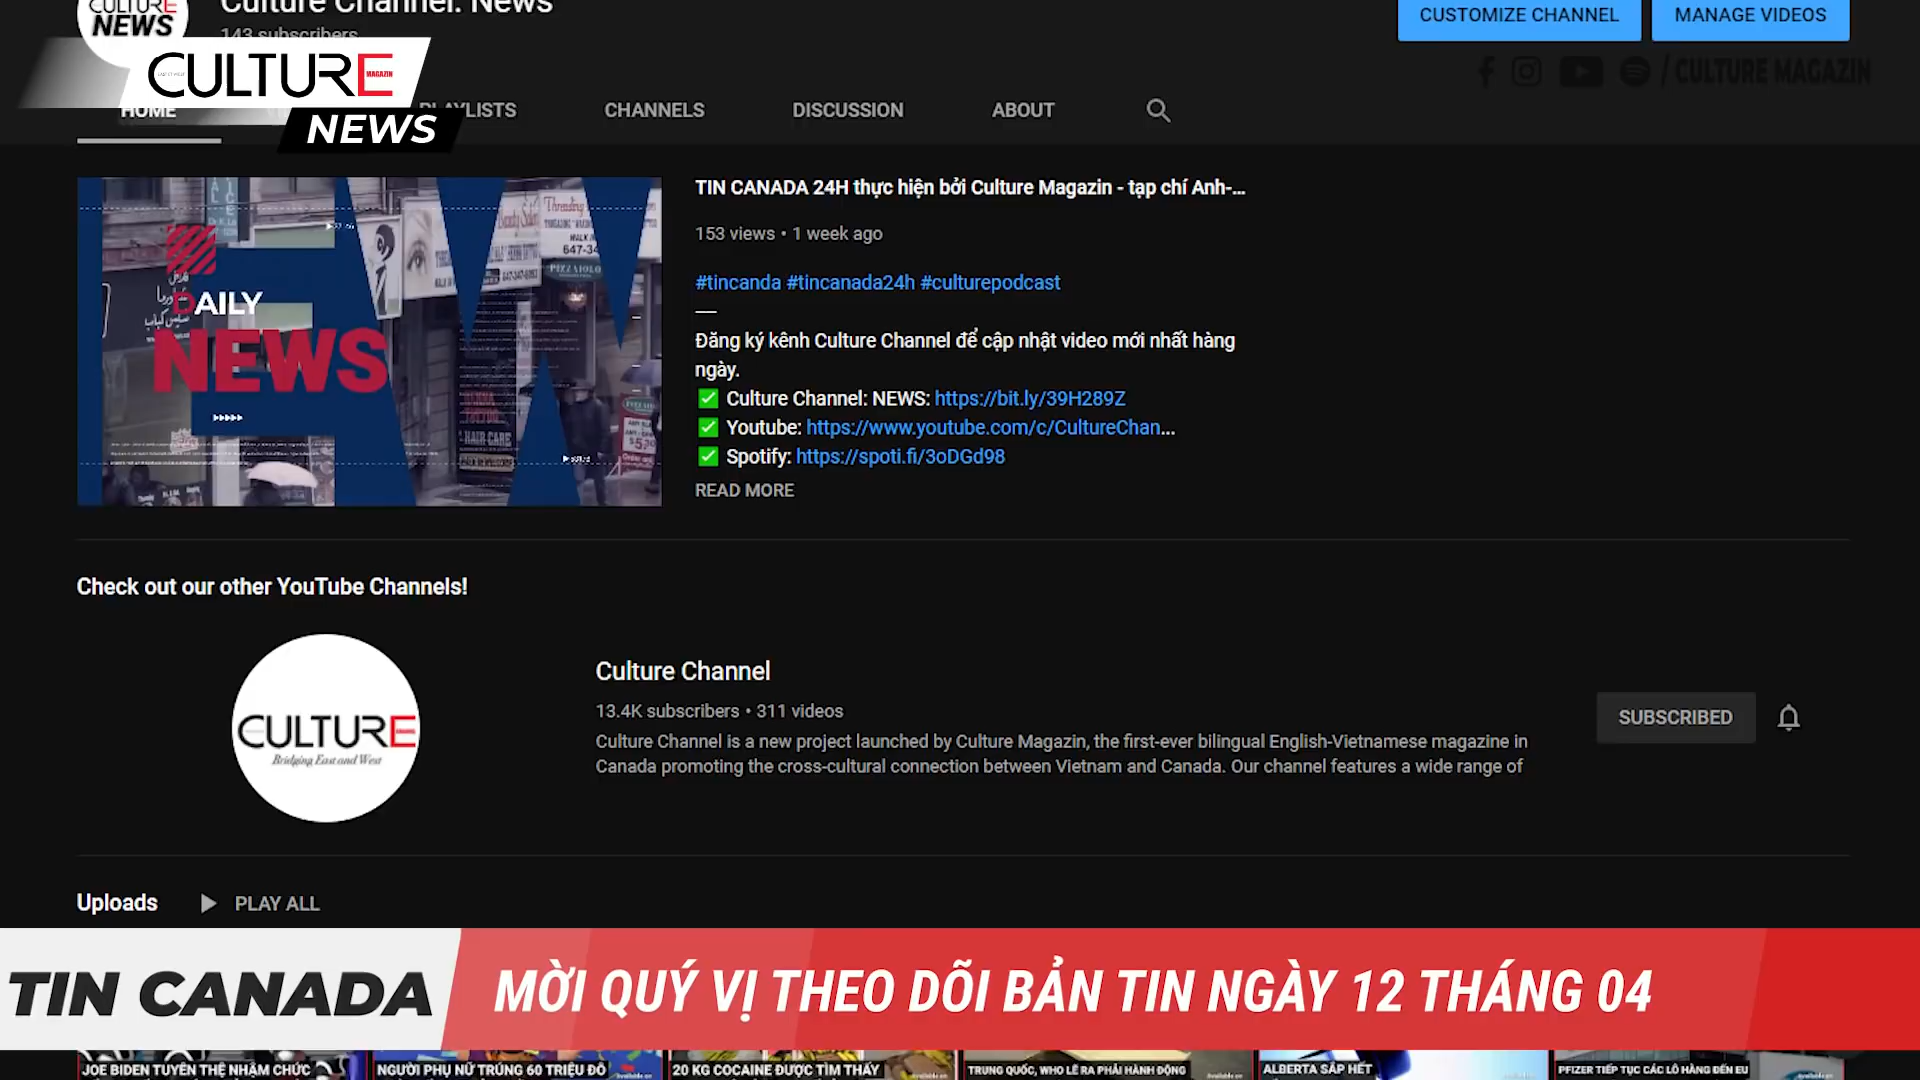 CULTURE
NEWS
Culture Channel: News
143 subscribers
CUSTOMIZE CHANNEL
MANAGE VIDEOS
CULTURE
MAGAZIN
NEWS
/ CULTURE MAGAZIN
HOME
PLAYLISTS
CHANNELS
DISCUSSION
ABOUT
DAILY
NEWS
Threading
647-34
PIZZAIOLO
HAIR CARE
TIN CANADA 24H thực hiện bởi Culture Magazin - tạp chí Anh-...
153 views • 1 week ago
#tincanda #tincanada24h #culturepodcast
—
Đăng ký kênh Culture Channel để cập nhật video mới nhất hàng
ngày.
✅ Culture Channel: NEWS: https://bit.ly/39H289Z
✅ Youtube: https://www.youtube.com/c/CultureChan...
✅ Spotify: https://spoti.fi/3oDGd98
READ MORE
Check out our other YouTube Channels!
CULTURE
Bridging East and West
Culture Channel
13.4K subscribers • 311 videos
Culture Channel is a new project launched by Culture Magazin, the first-ever bilingual English-Vietnamese magazine in
Canada promoting the cross-cultural connection between Vietnam and Canada. Our channel features a wide range of
SUBSCRIBED
Uploads
PLAY ALL
TIN CANADA
MỜI QUÝ VỊ THEO DÕI BẢN TIN NGÀY 12 THÁNG 04
JOE BIDEN TUYÊN THỆ NHẬM CHỨC
NGƯỜI PHỤ NỮ TRÚNG 60 TRIỆU ĐÔ
20 KG COCAINE ĐƯỢC TÌM THẤY
TRUNG QUỐC, WHO LẼ RA PHẢI HÀNH ĐỘNG
ALBERTA SẮP HẾT
PFIZER TIẾP TỤC CÁC LÔ HÀNG ĐẾN EU